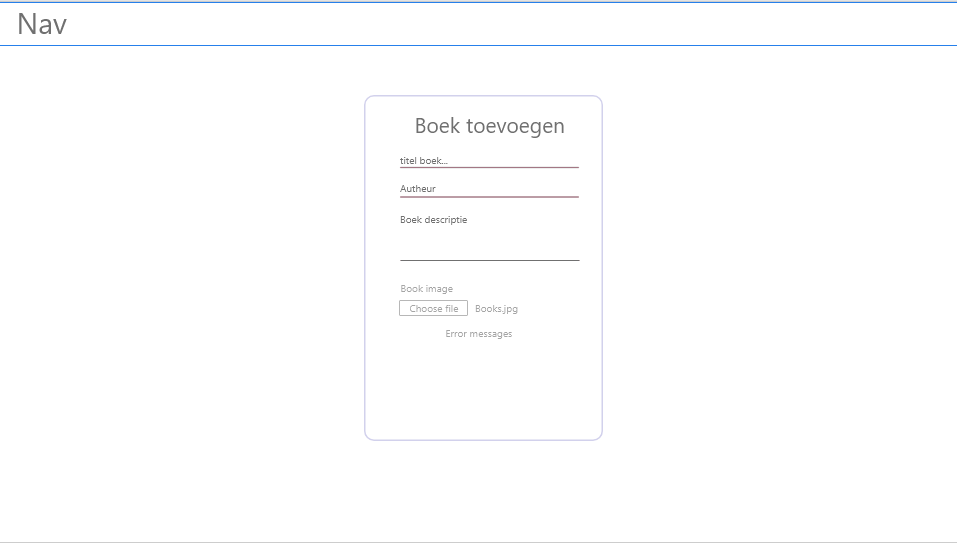 Nav
Boek toevoegen
titel boek...
Autheur
Boek descriptie
Book image
Choose file Books.jpg
Error messages